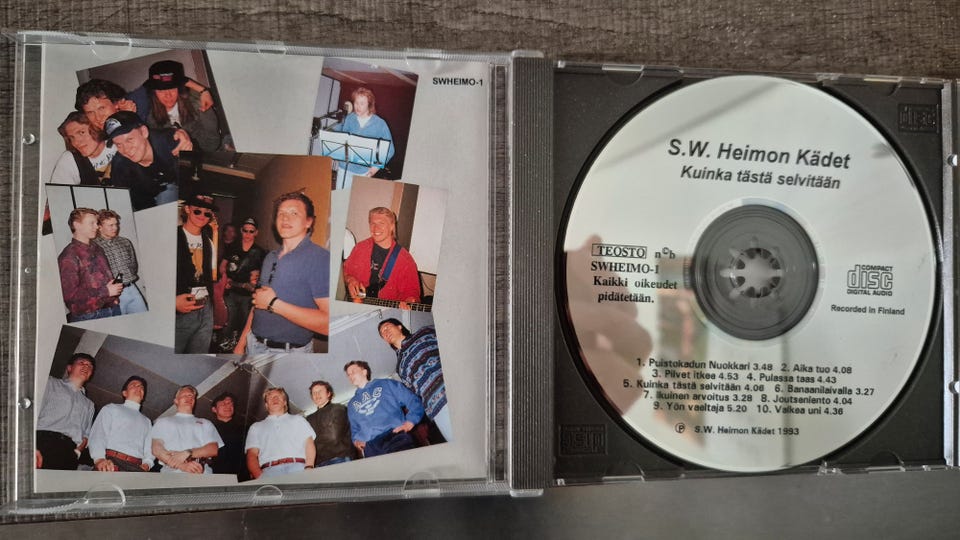 SWHEIMO-1
S.W. Heimon Kädet
Kuinka tästä selvitään
TEOSTO n©b
SWHEIMO-1
Kaikki oikeudet
pidätetään.
COMPACT
disc
DIGITAL AUDIO
Recorded in Finland
1. Puistokadun Nuokkari 3.48 2. Aika tuo 4.08
3. Pilvet itkee 4.53 4. Pulassa taas 4.43
5. Kuinka tästä selvitään 4.06 6. Banaanilaivalla 3.27
7. Ikuinen arvoitus 3.28 8. Joutsenlento 4.04
9. Yön vaeltaja 5.20 10. Valkea uni 4.36
Ⓟ S.W. Heimon Kädet 1993